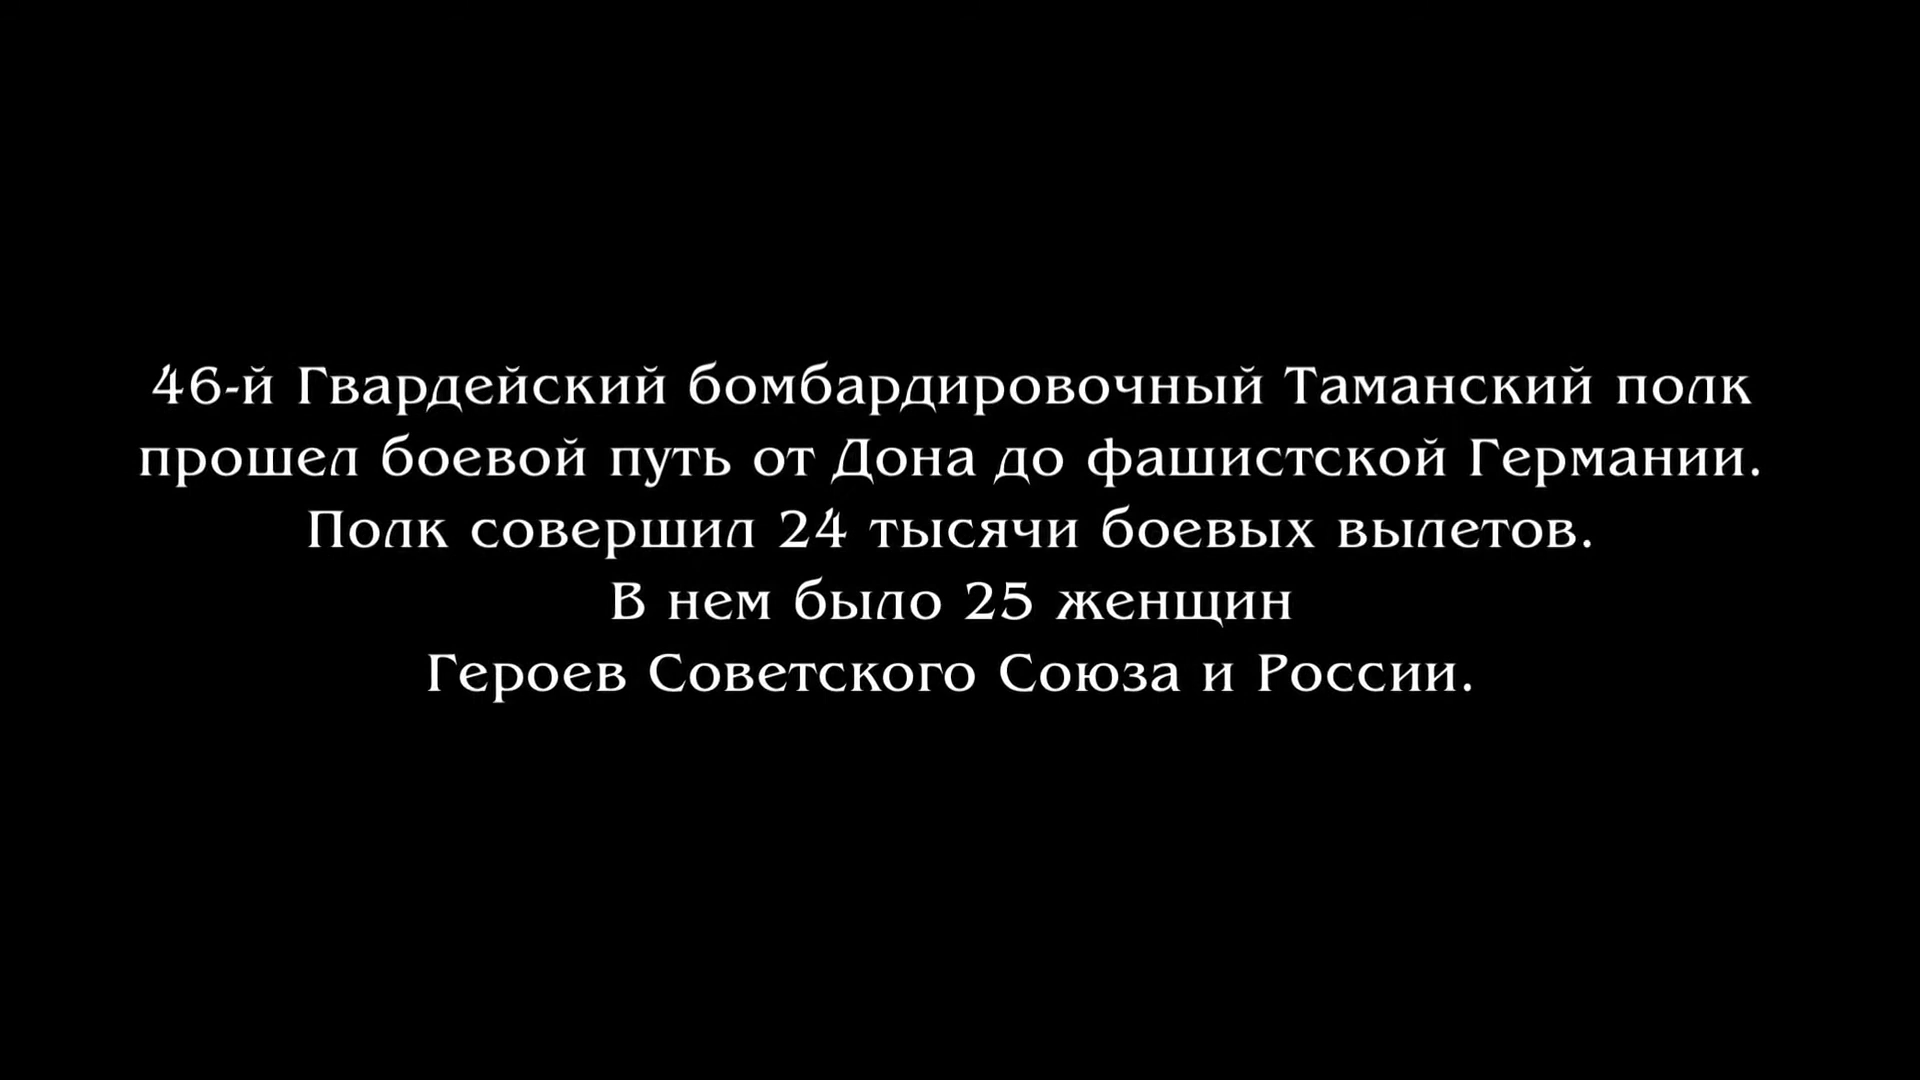 46-й Гвардейский бомбардировочный Таманский полк
прошел боевой путь от Дона до фашистской Германии.
Полк совершил 24 тысячи боевых вылетов.
В нем было 25 женщин
Героев Советского Союза и России.